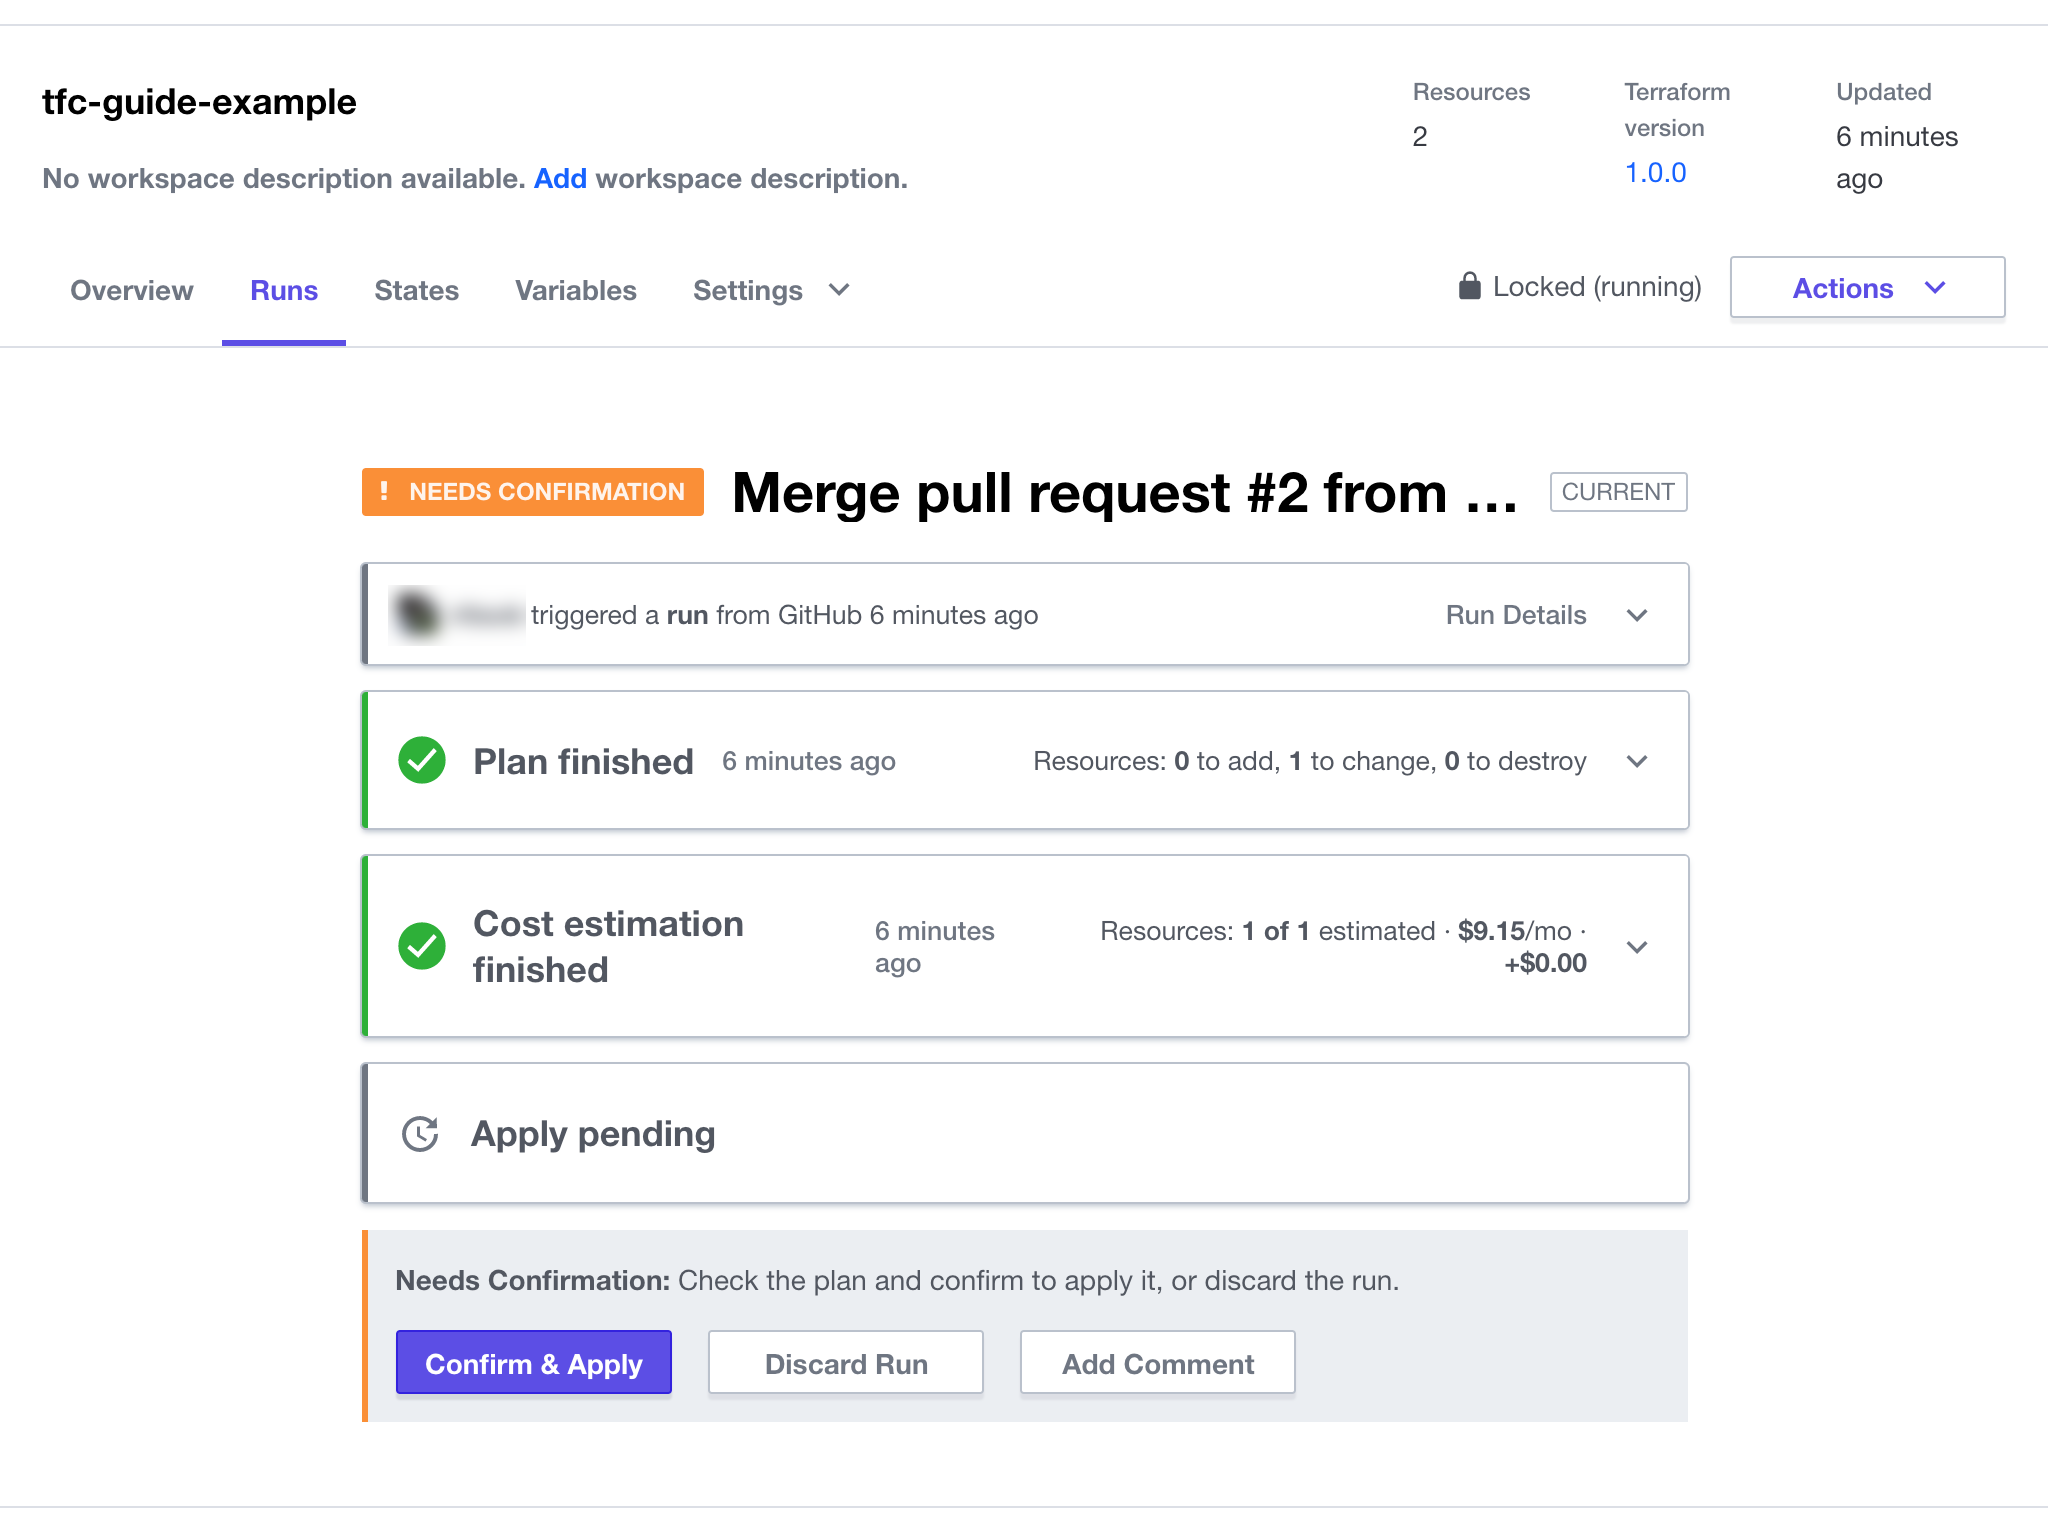 tfc-guide-example
No workspace description available. Add workspace description.
Resources
2
Terraform
version
1.0.0
Updated
6 minutes
ago
Overview Runs States Variables Settings
Locked (running) Actions
! NEEDS CONFIRMATION Merge pull request #2 from ... CURRENT
triggered a run from GitHub 6 minutes ago Run Details
Plan finished 6 minutes ago Resources: 0 to add, 1 to change, 0 to destroy
Cost estimation
finished
6 minutes
ago
Resources: 1 of 1 estimated · $9.15/mo ·
+$0.00
Apply pending
Needs Confirmation: Check the plan and confirm to apply it, or discard the run.
Confirm & Apply Discard Run Add Comment